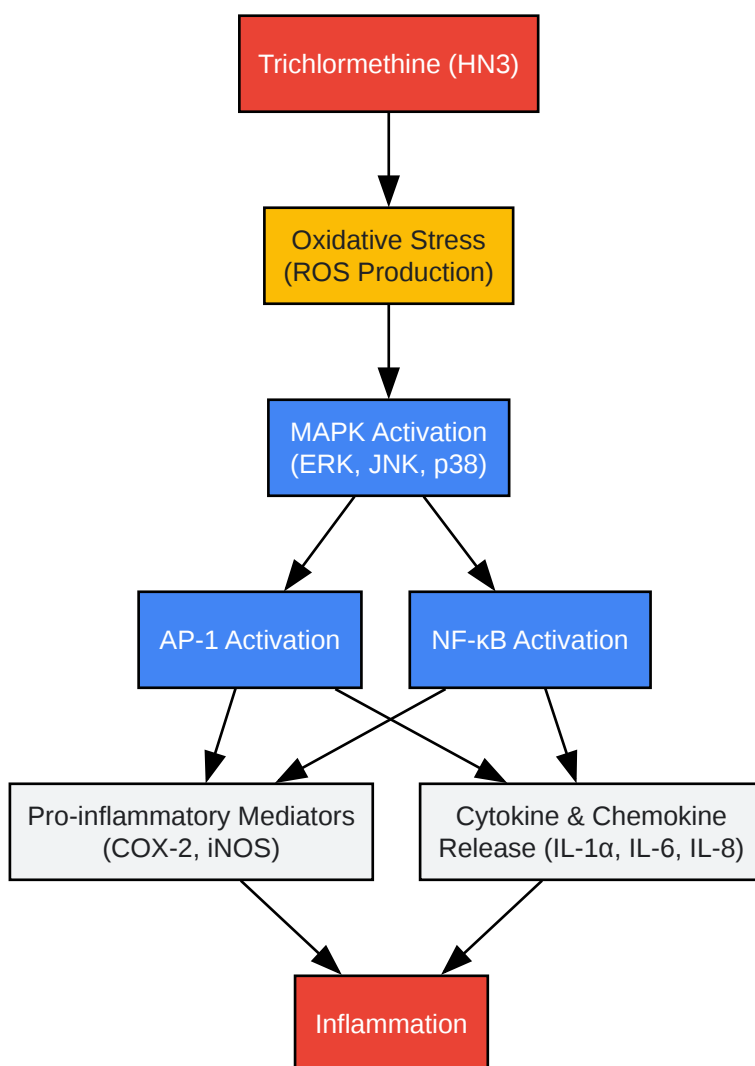 Trichlormethine (HN3)
Oxidative Stress
(ROS Production)
MAPK Activation
(ERK, JNK, p38)
AP-1 Activation
NF-κB Activation
Pro-inflammatory Mediators
(COX-2, iNOS)
Cytokine & Chemokine
Release (IL-1α, IL-6, IL-8)
Inflammation